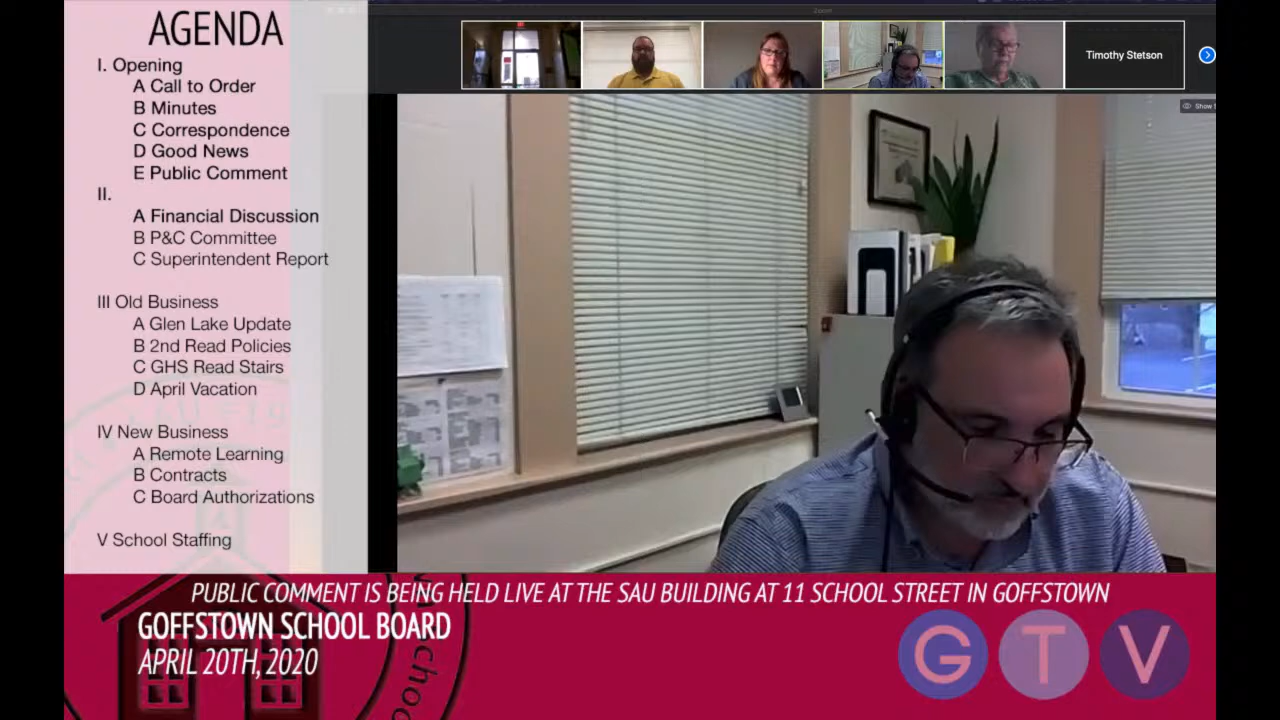 AGENDA
I. Opening
A Call to Order
B Minutes
C Correspondence
D Good News
E Public Comment
II.
A Financial Discussion
B P&C Committee
C Superintendent Report
III Old Business
A Glen Lake Update
B 2nd Read Policies
C GHS Read Stairs
D April Vacation
IV New Business
A Remote Learning
B Contracts
C Board Authorizations
V School Staffing
Zoom
Timothy Stetson
Show
PUBLIC COMMENT IS BEING HELD LIVE AT THE SAU BUILDING AT 11 SCHOOL STREET IN GOFFSTOWN
GOFFSTOWN SCHOOL BOARD
APRIL 20TH, 2020
GTV